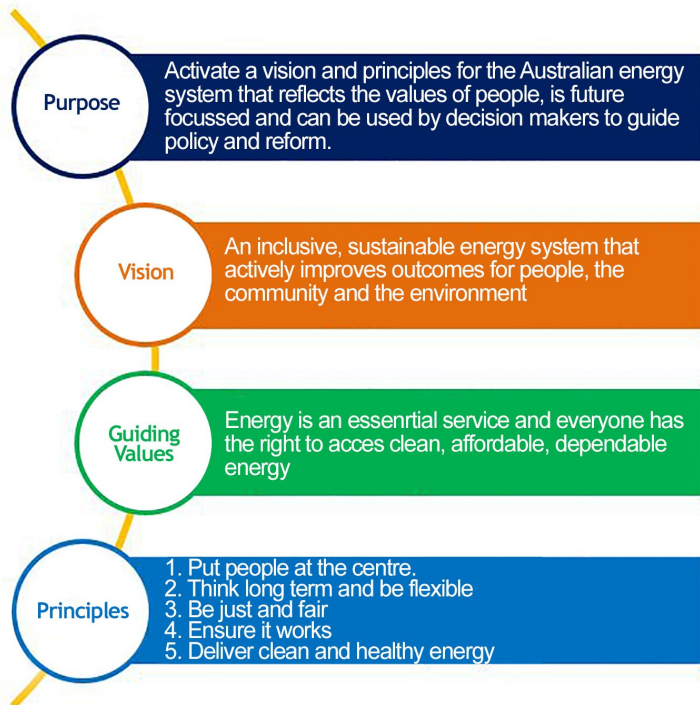 Purpose
Activate a vision and principles for the Australian energy
system that reflects the values of people, is future
focussed and can be used by decision makers to guide
policy and reform.
Vision
An inclusive, sustainable energy system that
actively improves outcomes for people, the
community and the environment
Guiding
Values
Energy is an essenrtial service and everyone has
the right to acces clean, affordable, dependable
energy
Principles
1. Put people at the centre.
2. Think long term and be flexible
3. Be just and fair
4. Ensure it works
5. Deliver clean and healthy energy